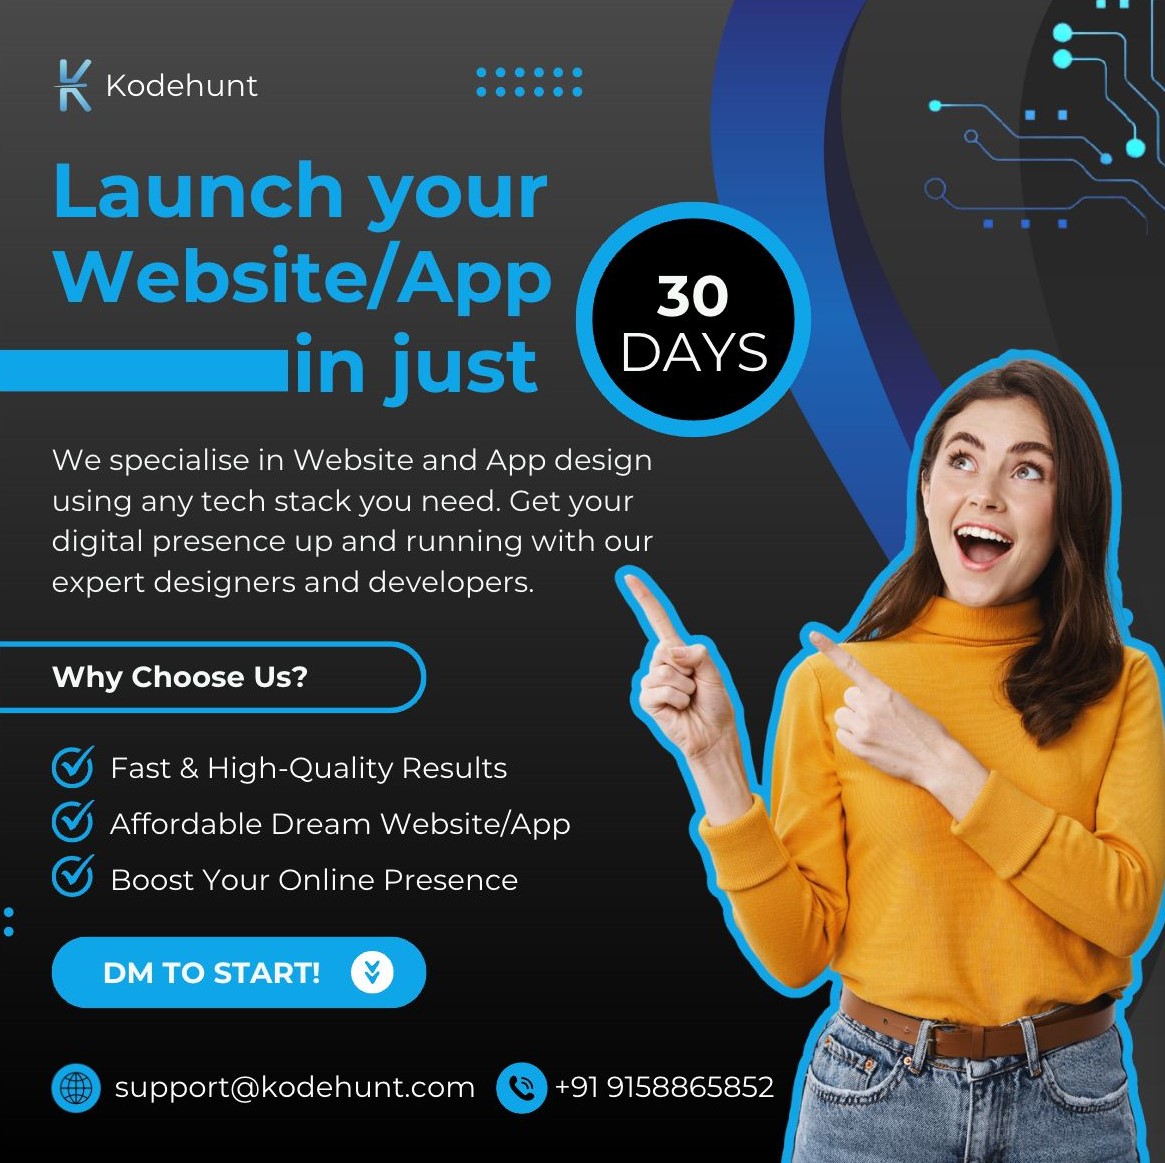 Kodehunt
Launch your
Website/App
in just
30
DAYS
We specialise in Website and App design
using any tech stack you need. Get your
digital presence up and running with our
expert designers and developers.
Why Choose Us?
Fast & High-Quality Results
Affordable Dream Website/App
Boost Your Online Presence
DM TO START!
support@kodehunt.com
+91 9158865852